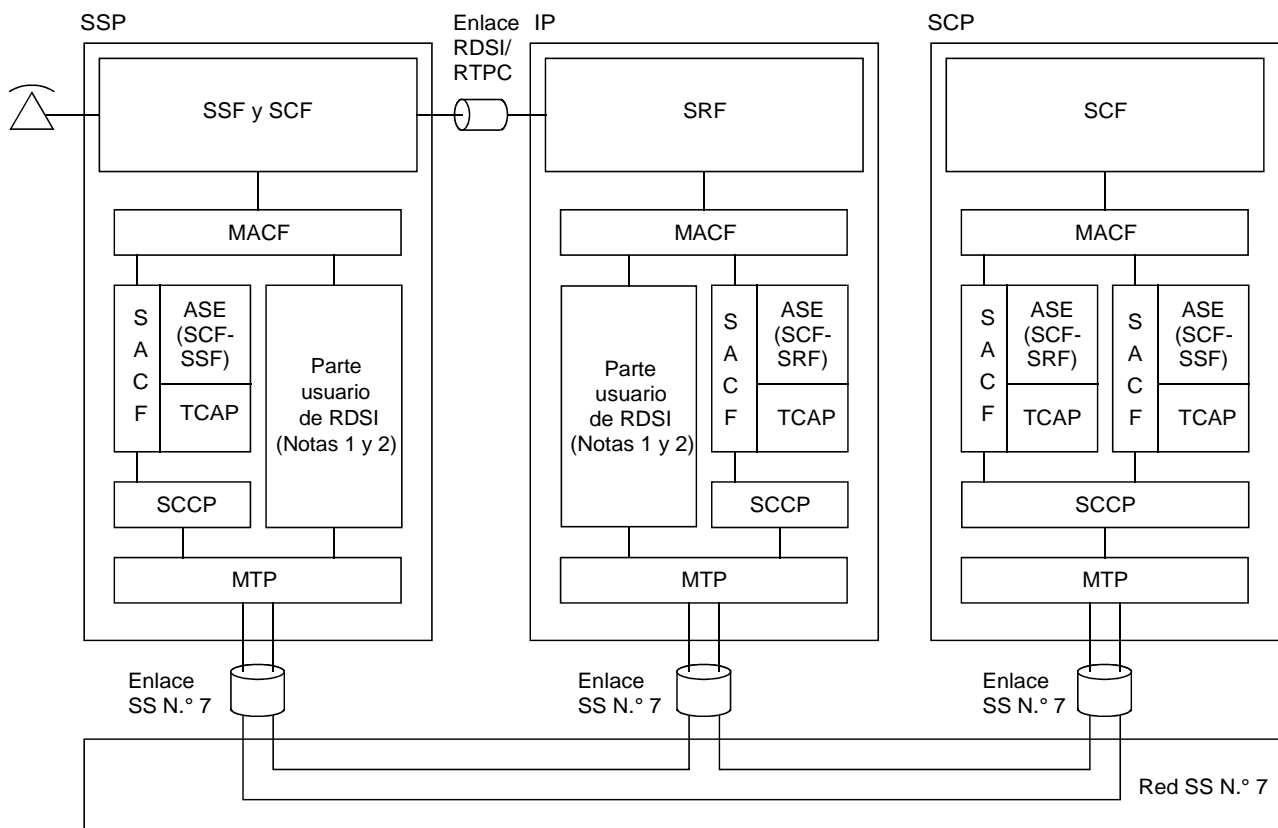 SSP
Enlace
RDSI/
RTPC
IP
SCP
SSF y SCF
SRF
SCF
MACF
MACF
MACF
S
A
C
F
ASE
(SCF-
SSF)
TCAP
Parte
usuario
de RDSI
(Notas 1 y 2)
Parte
usuario
de RDSI
(Notas 1 y 2)
S
A
C
F
ASE
(SCF-
SRF)
TCAP
S
A
C
F
ASE
(SCF-
SRF)
TCAP
S
A
C
F
ASE
(SCF-
SSF)
TCAP
SCCP
SCCP
SCCP
MTP
MTP
MTP
Enlace
SS N.° 7
Enlace
SS N.° 7
Enlace
SS N.° 7
Red SS N.° 7